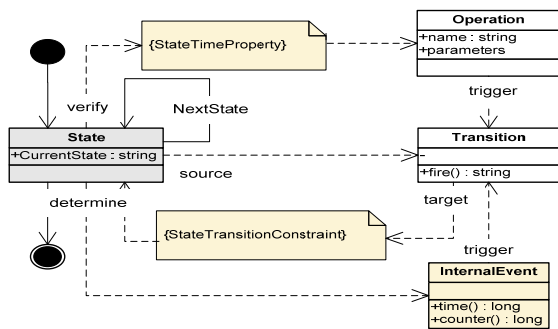 Operation
+name : string
+parameters
{StateTimeProperty}
verify
NextState
trigger
State
+CurrentState : string
Transition
-
+fire() : string
source
determine
target
{StateTransitionConstraint}
trigger
InternalEvent
+time() : long
+counter() : long